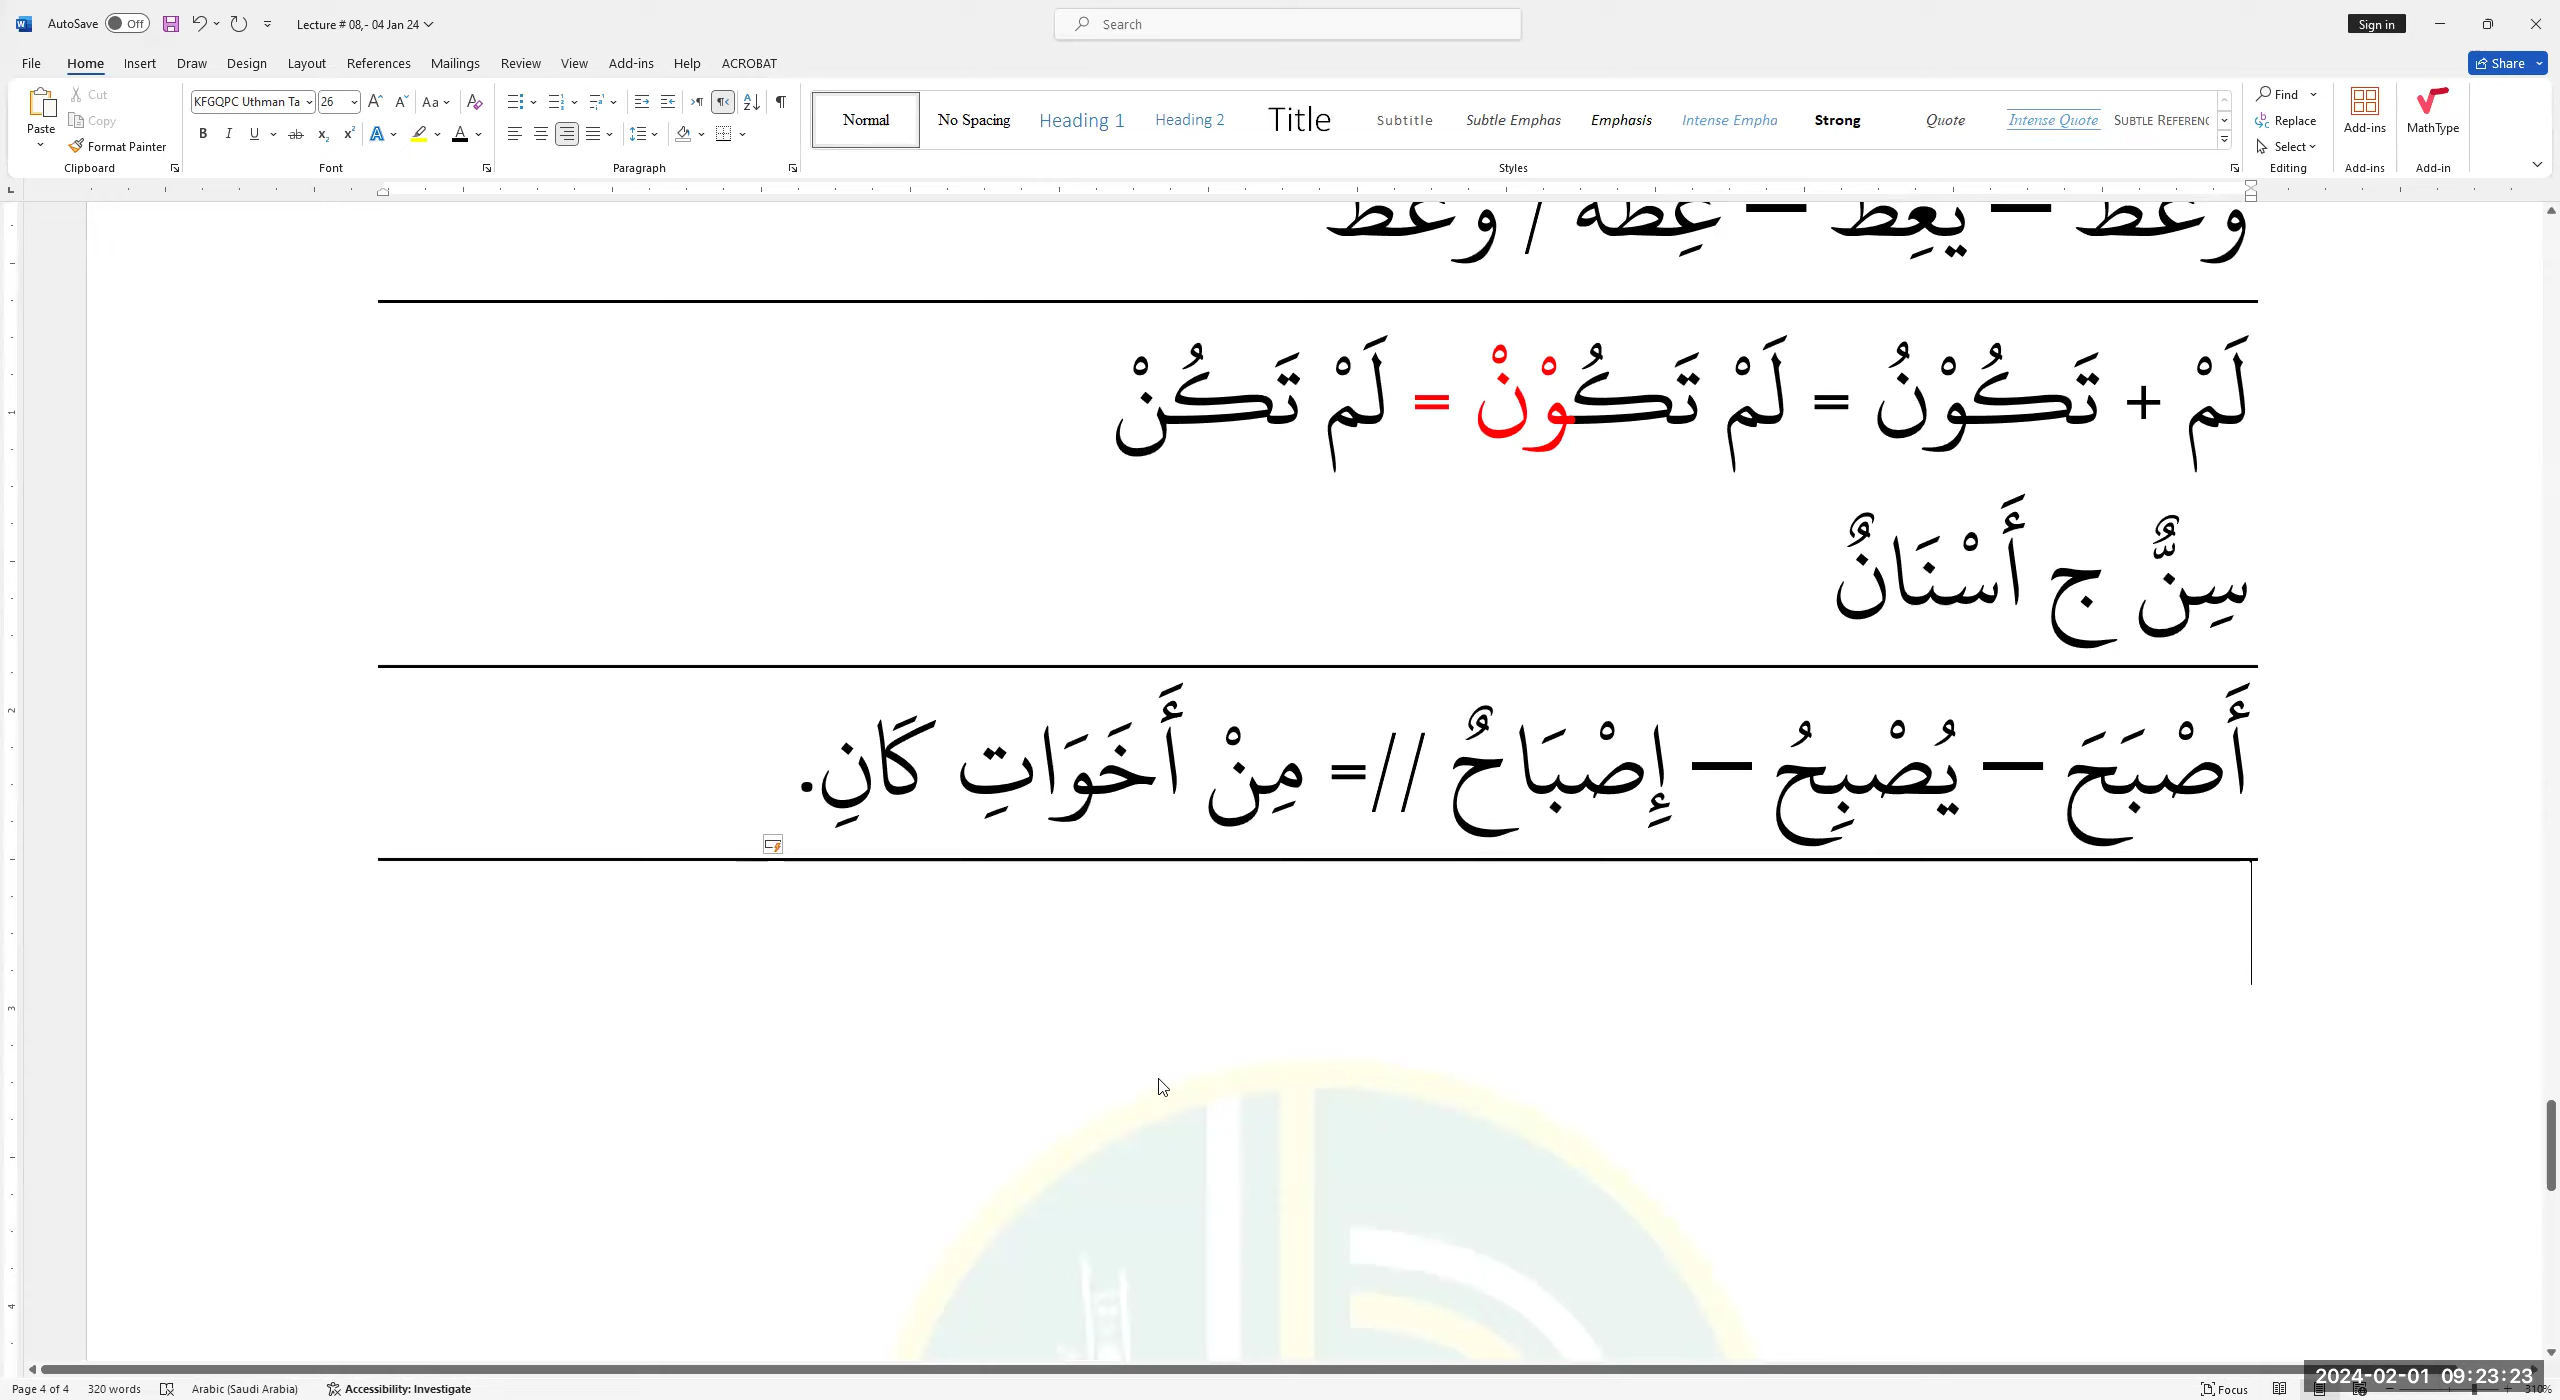 AutoSave Off Lecture # 08,- 04 Jan 24 Search Sign in
File Home Insert Draw Design Layout References Mailings Review View Add-ins Help ACROBAT Share
Paste Cut Copy Format Painter
KFGQPC Uthman Ta 26
Normal No Spacing Heading 1 Heading 2 Title Subtitle Subtle Emphas Emphasis Intense Empha Strong Quote Intense Quote SUBTLE REFERENC
Find Replace Select Add-ins MathType
Clipboard Font Paragraph Styles Editing Add-ins Add-in
لَمْ + تَكُوْنُ = لَمْ تَكُوْنْ = لَمْ تَكُنْ
سِنٌّ ج أَسْنَانٌ
أَصْبَحَ – يُصْبِحُ – إِصْبَاحٌ //= مِنْ أَخَوَاتِ كَانِ.
2024-02-01 09:23:23
Page 4 of 4 320 words Arabic (Saudi Arabia) Accessibility: Investigate Focus 310%